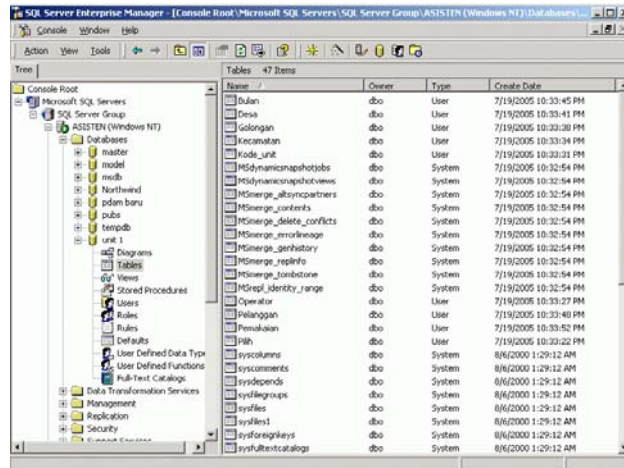 SQL Server Enterprise Manager - [Console Root\Microsoft SQL Servers\SQL Server Group\ASISTEN (Windows NT)\Databases\...
Console Window Help
Action View Tools
Tree
Console Root
Microsoft SQL Servers
SQL Server Group
ASISTEN (Windows NT)
Databases
master
model
msdb
Northwind
pdam baru
pubs
tempdb
unit 1
Diagrams
Tables
Views
Stored Procedures
Users
Roles
Rules
Defaults
User Defined Data Type
User Defined Functions
Full-Text Catalogs
Data Transformation Services
Management
Replication
Security
Support Services
Tables 47 Items
Name Owner Type Create Date
Bulan dbo User 7/19/2005 10:33:45 PM
Desa dbo User 7/19/2005 10:33:41 PM
Golongan dbo User 7/19/2005 10:33:38 PM
Kecamatan dbo User 7/19/2005 10:33:34 PM
Kode_unit dbo User 7/19/2005 10:33:31 PM
MSdynamicsnapshotjobs dbo System 7/19/2005 10:32:54 PM
MSdynamicsnapshotviews dbo System 7/19/2005 10:32:54 PM
MSmerge_altsyncpartners dbo System 7/19/2005 10:32:54 PM
MSmerge_contents dbo System 7/19/2005 10:32:54 PM
MSmerge_delete_conflicts dbo System 7/19/2005 10:32:54 PM
MSmerge_errorlineage dbo System 7/19/2005 10:32:54 PM
MSmerge_genhistory dbo System 7/19/2005 10:32:54 PM
MSmerge_replinfo dbo System 7/19/2005 10:32:54 PM
MSmerge_tombstone dbo System 7/19/2005 10:32:54 PM
MSrepl_identity_range dbo System 7/19/2005 10:32:54 PM
Operator dbo User 7/19/2005 10:33:27 PM
Pelanggan dbo User 7/19/2005 10:33:48 PM
Pemakaian dbo User 7/19/2005 10:33:52 PM
Pilih dbo User 7/19/2005 10:33:22 PM
syscolumns dbo System 8/6/2000 1:29:12 AM
syscomments dbo System 8/6/2000 1:29:12 AM
sysdepends dbo System 8/6/2000 1:29:12 AM
sysfilegroups dbo System 8/6/2000 1:29:12 AM
sysfiles dbo System 8/6/2000 1:29:12 AM
sysfiles1 dbo System 8/6/2000 1:29:12 AM
sysforeignkeys dbo System 8/6/2000 1:29:12 AM
sysfulltextcatalogs dbo System 8/6/2000 1:29:12 AM